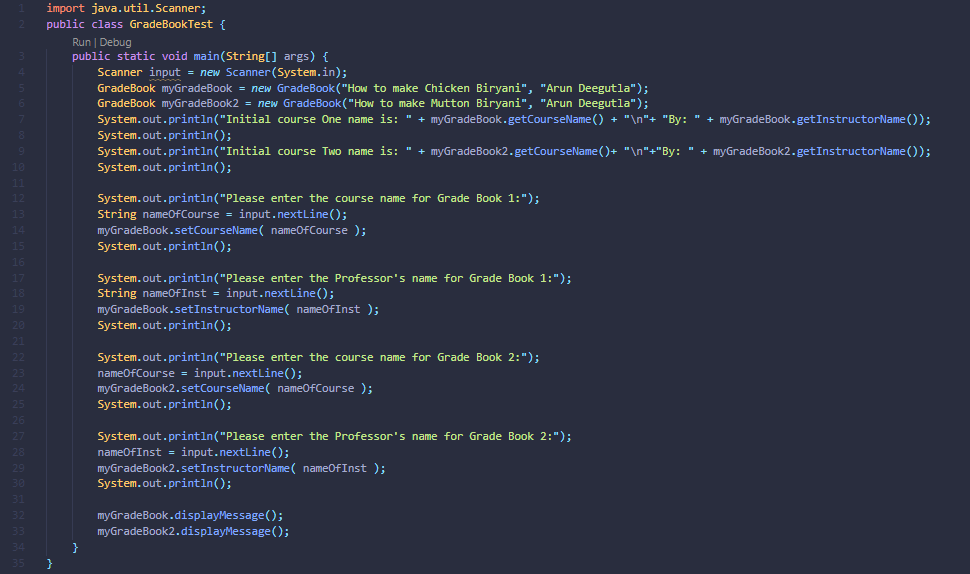 1 import java.util.Scanner;
2 public class GradeBookTest {
Run | Debug
3 public static void main(String[] args) {
4 Scanner input = new Scanner(System.in);
5 GradeBook myGradeBook = new GradeBook("How to make Chicken Biryani", "Arun Deegutla");
6 GradeBook myGradeBook2 = new GradeBook("How to make Mutton Biryani", "Arun Deegutla");
7 System.out.println("Initial course One name is: " + myGradeBook.getCourseName() + "\n"+ "By: " + myGradeBook.getInstructorName());
8 System.out.println();
9 System.out.println("Initial course Two name is: " + myGradeBook2.getCourseName()+ "\n"+"By: " + myGradeBook2.getInstructorName());
10 System.out.println();
11
12 System.out.println("Please enter the course name for Grade Book 1:");
13 String nameOfCourse = input.nextLine();
14 myGradeBook.setCourseName( nameOfCourse );
15 System.out.println();
16
17 System.out.println("Please enter the Professor's name for Grade Book 1:");
18 String nameOfInst = input.nextLine();
19 myGradeBook.setInstructorName( nameOfInst );
20 System.out.println();
21
22 System.out.println("Please enter the course name for Grade Book 2:");
23 nameOfCourse = input.nextLine();
24 myGradeBook2.setCourseName( nameOfCourse );
25 System.out.println();
26
27 System.out.println("Please enter the Professor's name for Grade Book 2:");
28 nameOfInst = input.nextLine();
29 myGradeBook2.setInstructorName( nameOfInst );
30 System.out.println();
31
32 myGradeBook.displayMessage();
33 myGradeBook2.displayMessage();
34 }
35 }